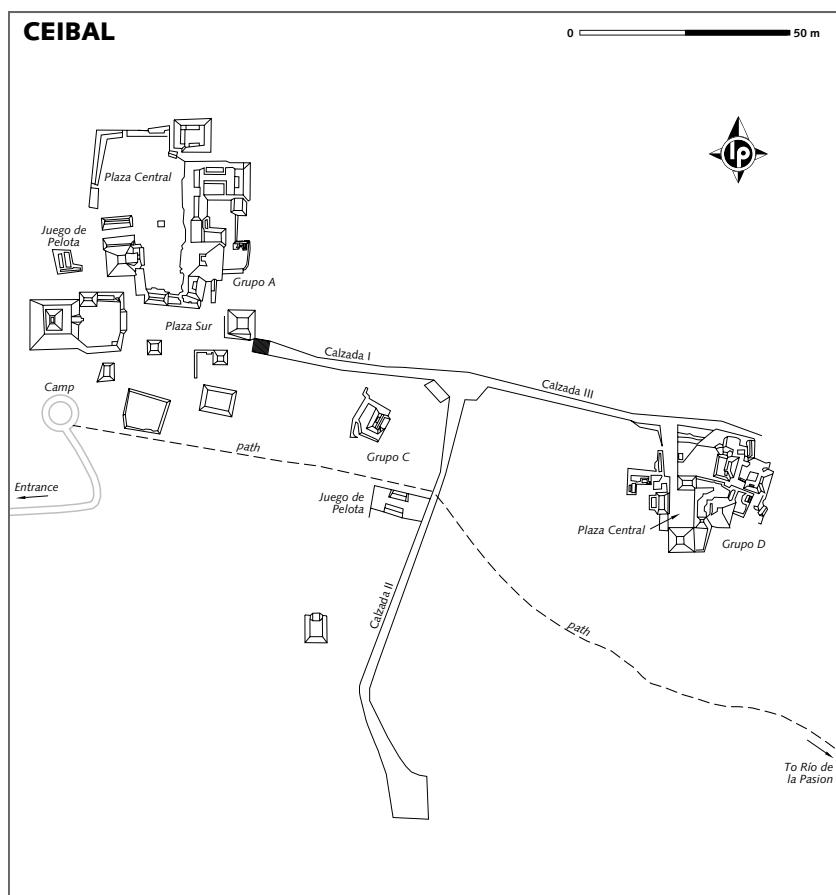 CEIBAL
0 50 m
lp
Plaza Central
Juego de
Pelota
Grupo A
Plaza Sur
Calzada I
Calzada III
Camp
path
Grupo C
Entrance
Juego de
Pelota
Plaza Central
Grupo D
Calzada II
path
To Río de
la Pasion